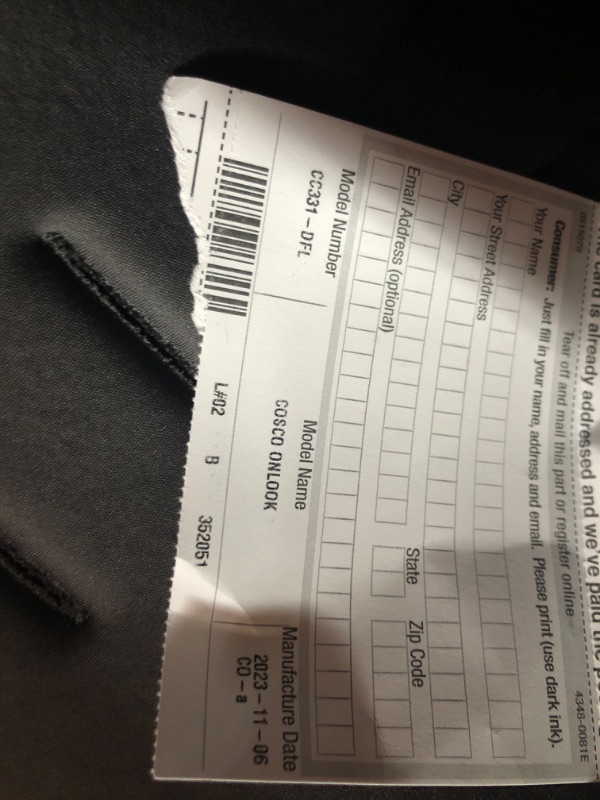 he card is already addressed and we've paid the
Tear off and mail this part or register online
4348-0081E
Consumer: Just fill in your name, address and email. Please print (use dark ink).
Your Name
Your Street Address
City
State
Zip Code
Email Address (optional)
Model Number
Model Name
Manufacture Date
CC331-DFL
COSCO ONLOOK
2023-11-06
CO-a
L#02 B 352051